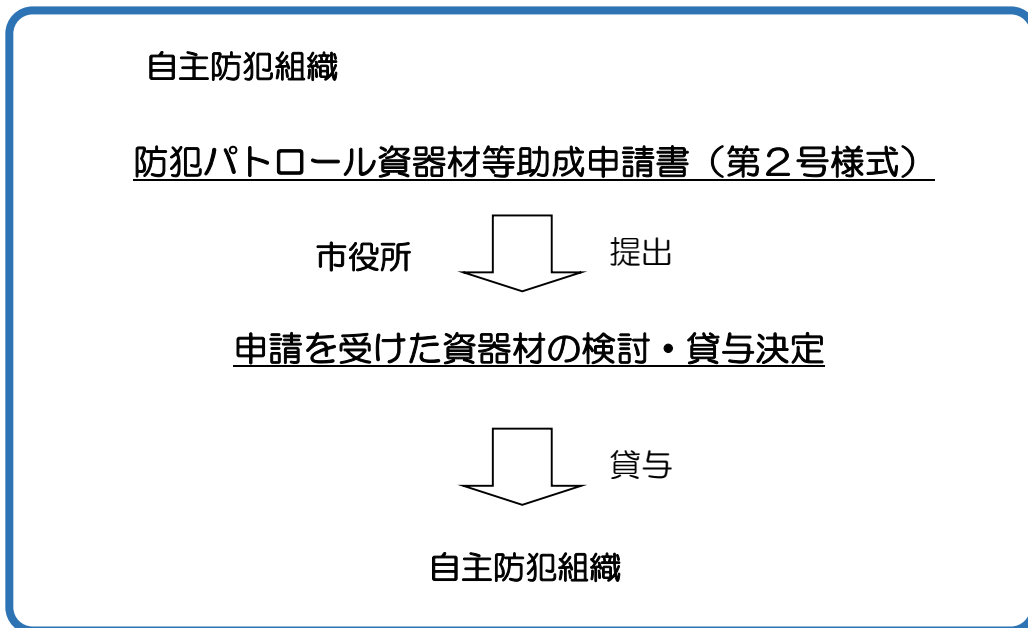 自主防犯組織
防犯パトロール資器材等助成申請書（第２号様式）
市役所
提出
申請を受けた資器材の検討・貸与決定
貸与
自主防犯組織